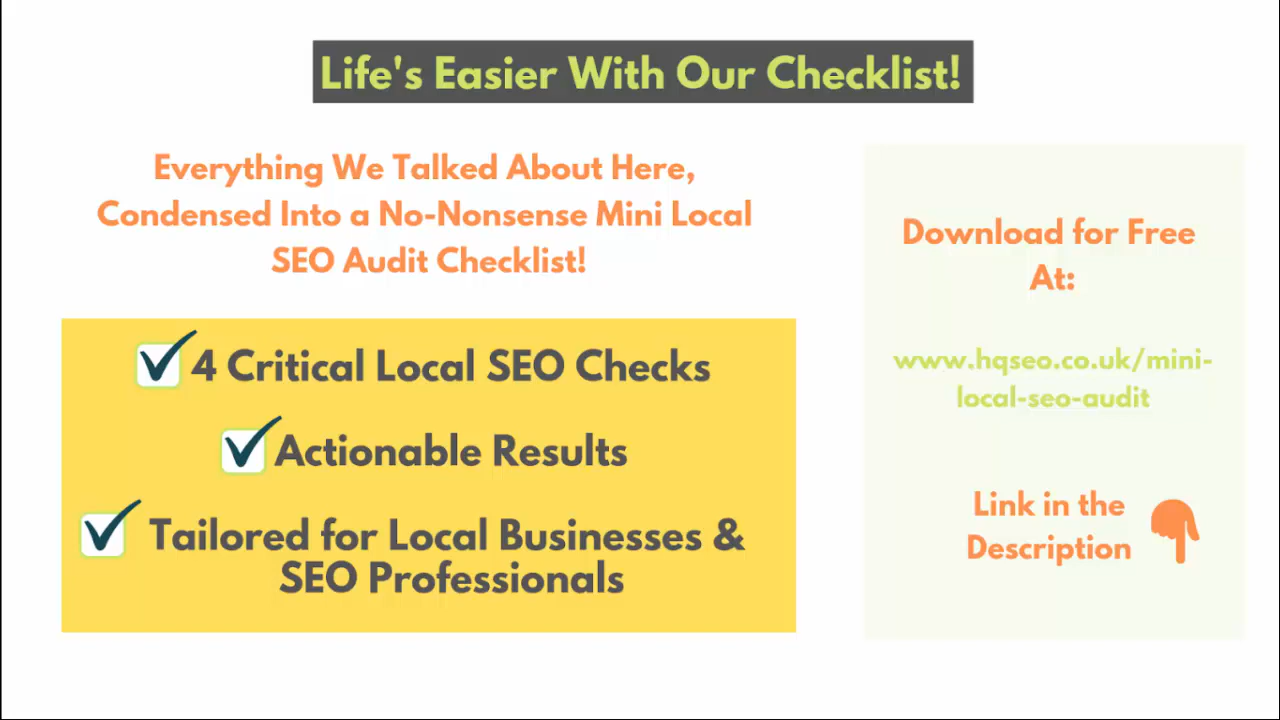 Life's Easier With Our Checklist!
Everything We Talked About Here,
Condensed Into a No-Nonsense Mini Local
SEO Audit Checklist!
4 Critical Local SEO Checks
Actionable Results
Tailored for Local Businesses &
SEO Professionals
Download for Free
At:
www.hqseo.co.uk/mini-
local-seo-audit
Link in the
Description